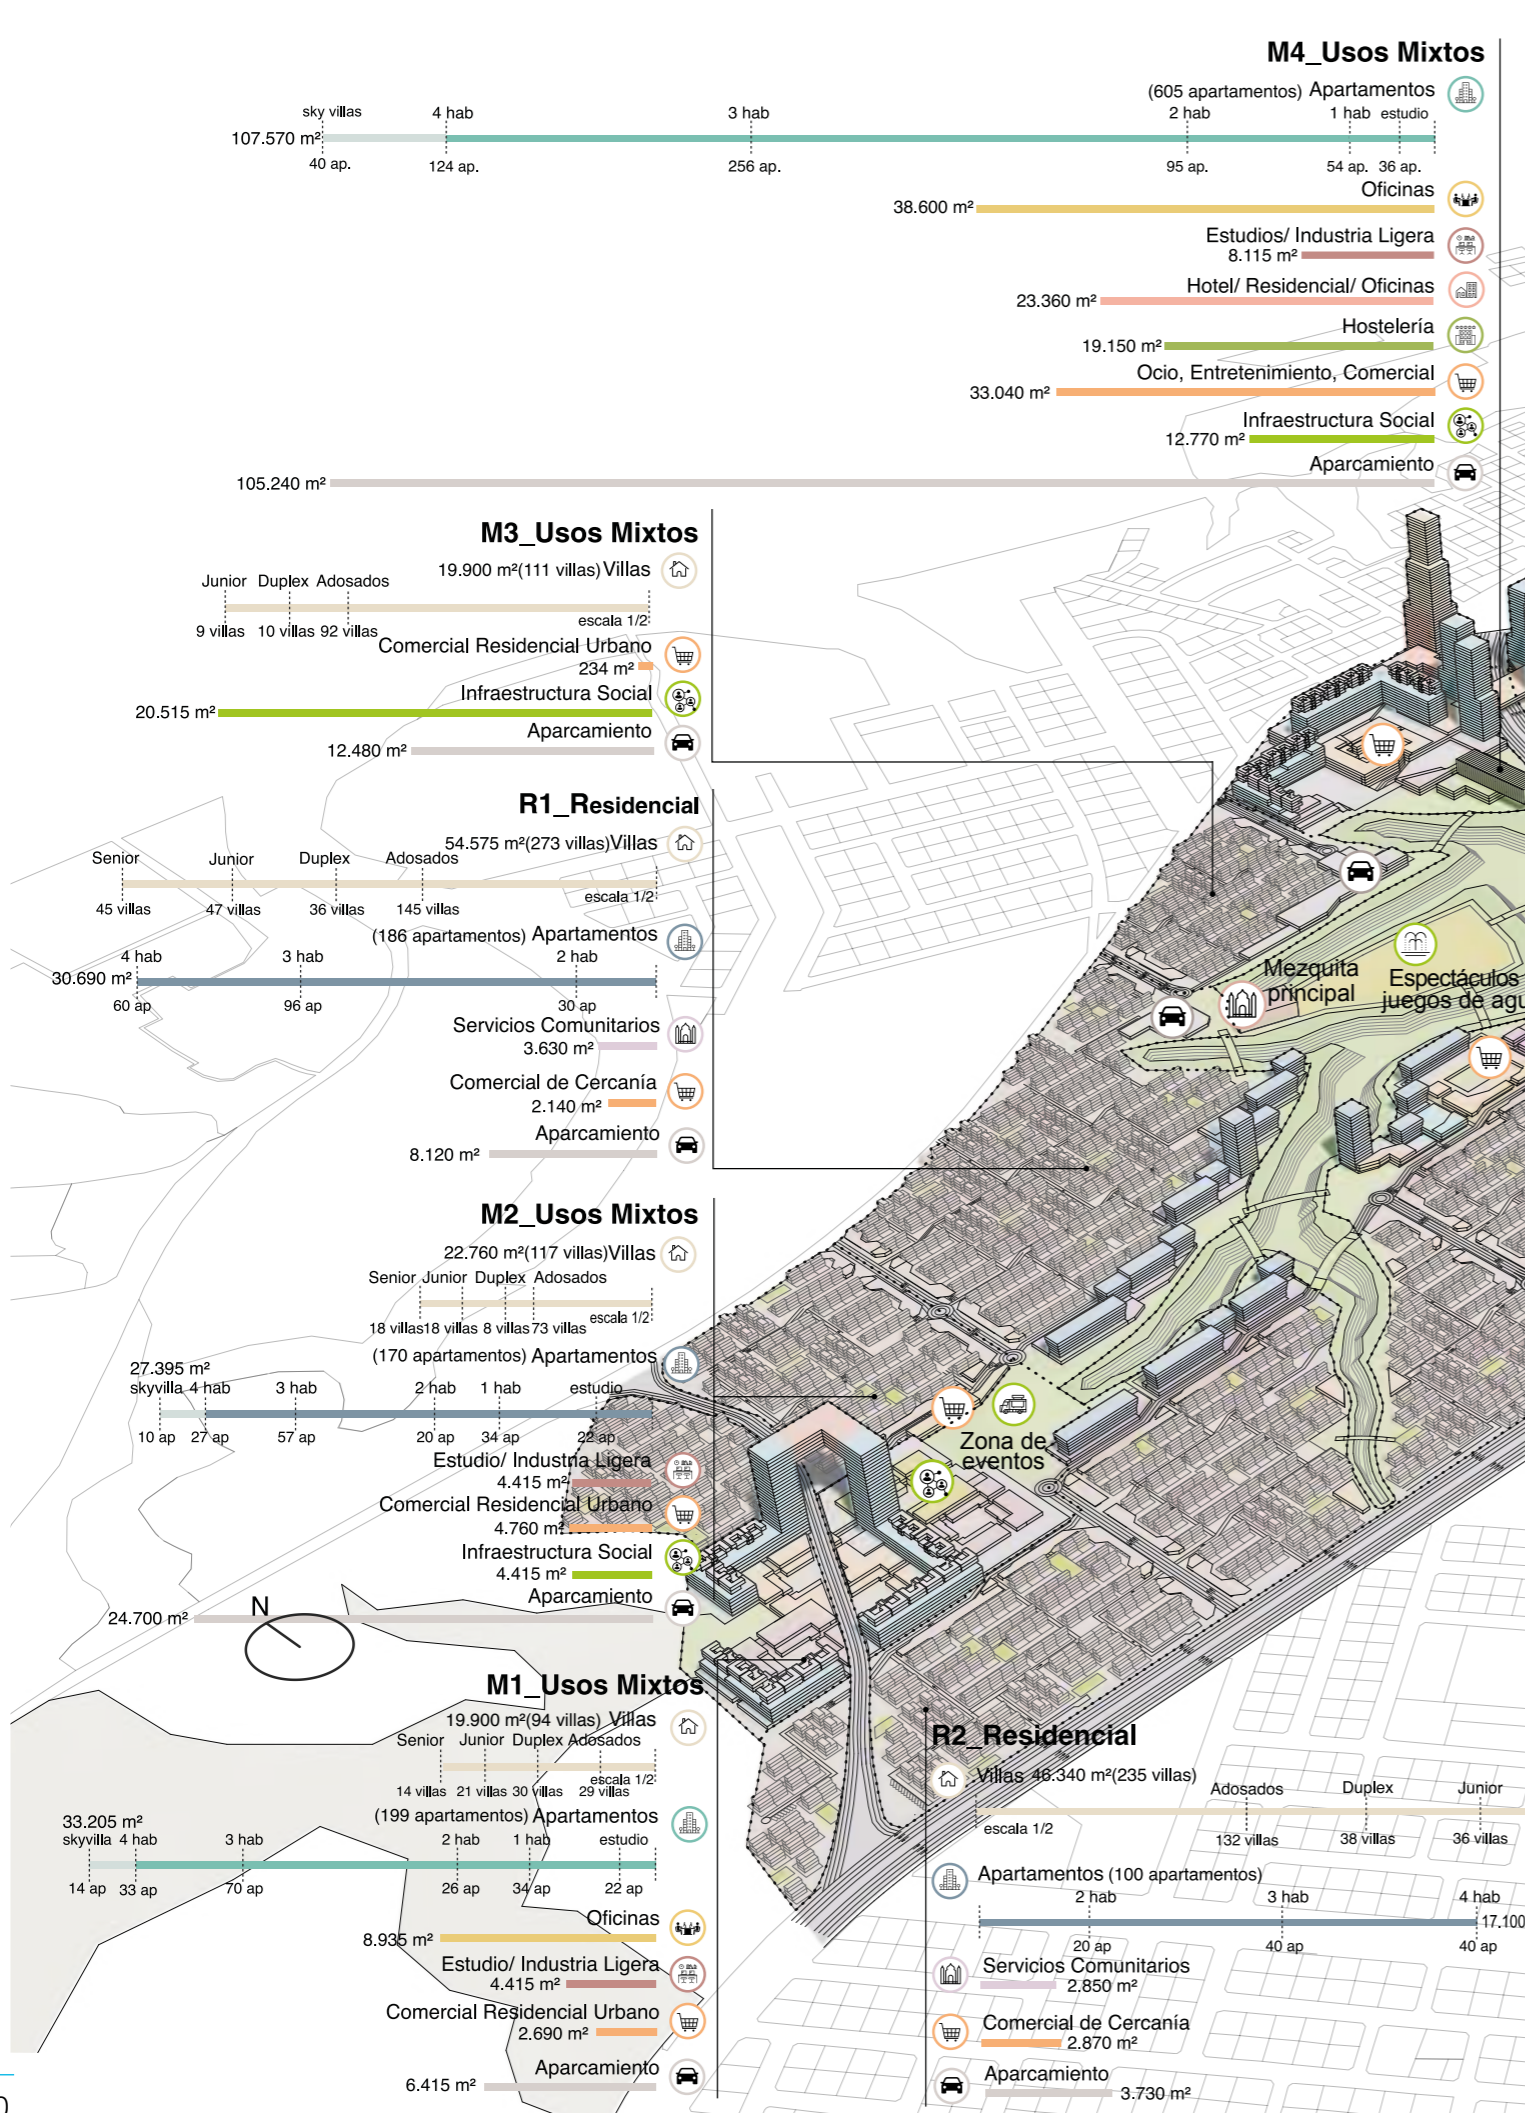 M4_Usos Mixtos
(605 apartamentos) Apartamentos
sky villas 4 hab 3 hab 2 hab 1 hab estudio
107.570 m²
40 ap. 124 ap. 256 ap. 95 ap. 54 ap. 36 ap.
Oficinas
38.600 m²
Estudios/ Industria Ligera
8.115 m²
Hotel/ Residencial/ Oficinas
23.360 m²
Hostelería
19.150 m²
Ocio, Entretenimiento, Comercial
33.040 m²
Infraestructura Social
12.770 m²
Aparcamiento
105.240 m²
M3_Usos Mixtos
19.900 m²(111 villas) Villas
Junior Duplex Adosados
escala 1/2
9 villas 10 villas 92 villas
Comercial Residencial Urbano
234 m²
Infraestructura Social
20.515 m²
Aparcamiento
12.480 m²
R1_Residencial
54.575 m²(273 villas)Villas
Senior Junior Duplex Adosados
escala 1/2
45 villas 47 villas 36 villas 145 villas
(186 apartamentos) Apartamentos
4 hab 3 hab 2 hab
30.690 m²
60 ap 96 ap 30 ap
Servicios Comunitarios
3.630 m²
Comercial de Cercanía
2.140 m²
Aparcamiento
8.120 m²
Mezquita
principal
Espectáculos
juegos de agu
M2_Usos Mixtos
22.760 m²(117 villas)Villas
Senior Junior Duplex Adosados
escala 1/2
18 villas 18 villas 8 villas 73 villas
(170 apartamentos) Apartamentos
27.395 m²
skyvilla 4 hab 3 hab 2 hab 1 hab estudio
10 ap 27 ap 57 ap 20 ap 34 ap 22 ap
Estudio/ Industria Ligera
4.415 m²
Comercial Residencial Urbano
4.760 m²
Infraestructura Social
4.415 m²
Aparcamiento
24.700 m²
Zona de
eventos
N
M1_Usos Mixtos
19.900 m²(94 villas) Villas
Senior Junior Duplex Adosados
escala 1/2
14 villas 21 villas 30 villas 29 villas
(199 apartamentos) Apartamentos
33.205 m²
skyvilla 4 hab 3 hab 2 hab 1 hab estudio
14 ap 33 ap 70 ap 26 ap 34 ap 22 ap
Oficinas
8.935 m²
Estudio/ Industria Ligera
4.415 m²
Comercial Residencial Urbano
2.690 m²
Aparcamiento
6.415 m²
R2_Residencial
Villas 46.340 m²(235 villas)
Adosados Duplex Junior
escala 1/2
132 villas 38 villas 36 villas
Apartamentos (100 apartamentos)
2 hab 3 hab 4 hab
17.100
20 ap 40 ap 40 ap
Servicios Comunitarios
2.850 m²
Comercial de Cercanía
2.870 m²
Aparcamiento
3.730 m²